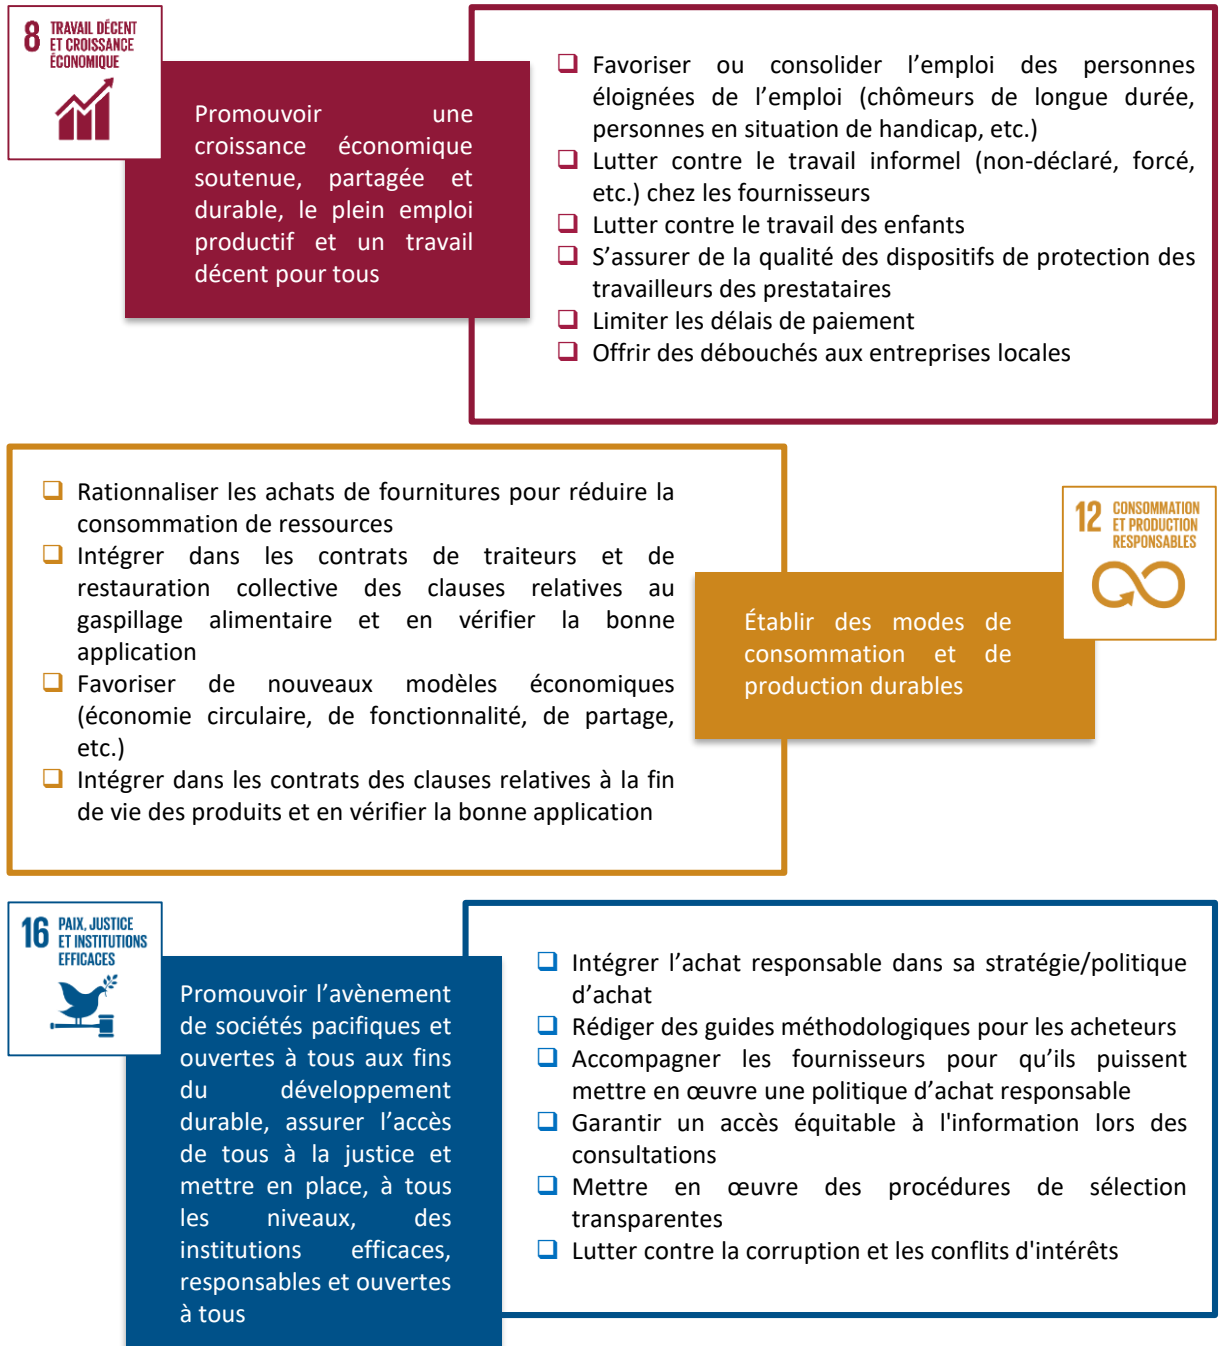 8 TRAVAIL DÉCENT
ET CROISSANCE
ÉCONOMIQUE
Promouvoir une
croissance économique
soutenue, partagée et
durable, le plein emploi
productif et un travail
décent pour tous
❑ Favoriser ou consolider l’emploi des personnes
éloignées de l’emploi (chômeurs de longue durée,
personnes en situation de handicap, etc.)
❑ Lutter contre le travail informel (non-déclaré, forcé,
etc.) chez les fournisseurs
❑ Lutter contre le travail des enfants
❑ S’assurer de la qualité des dispositifs de protection des
travailleurs des prestataires
❑ Limiter les délais de paiement
❑ Offrir des débouchés aux entreprises locales
❑ Rationnaliser les achats de fournitures pour réduire la
consommation de ressources
❑ Intégrer dans les contrats de traiteurs et de
restauration collective des clauses relatives au
gaspillage alimentaire et en vérifier la bonne
application
❑ Favoriser de nouveaux modèles économiques
(économie circulaire, de fonctionnalité, de partage,
etc.)
❑ Intégrer dans les contrats des clauses relatives à la fin
de vie des produits et en vérifier la bonne application
12 CONSOMMATION
ET PRODUCTION
RESPONSABLES
Établir des modes de
consommation et de
production durables
16 PAIX, JUSTICE
ET INSTITUTIONS
EFFICACES
Promouvoir l’avènement
de sociétés pacifiques et
ouvertes à tous aux fins
du développement
durable, assurer l’accès
de tous à la justice et
mettre en place, à tous
les niveaux, des
institutions efficaces,
responsables et ouvertes
à tous
❑ Intégrer l’achat responsable dans sa stratégie/politique
d’achat
❑ Rédiger des guides méthodologiques pour les acheteurs
❑ Accompagner les fournisseurs pour qu’ils puissent
mettre en œuvre une politique d’achat responsable
❑ Garantir un accès équitable à l'information lors des
consultations
❑ Mettre en œuvre des procédures de sélection
transparentes
❑ Lutter contre la corruption et les conflits d'intérêts